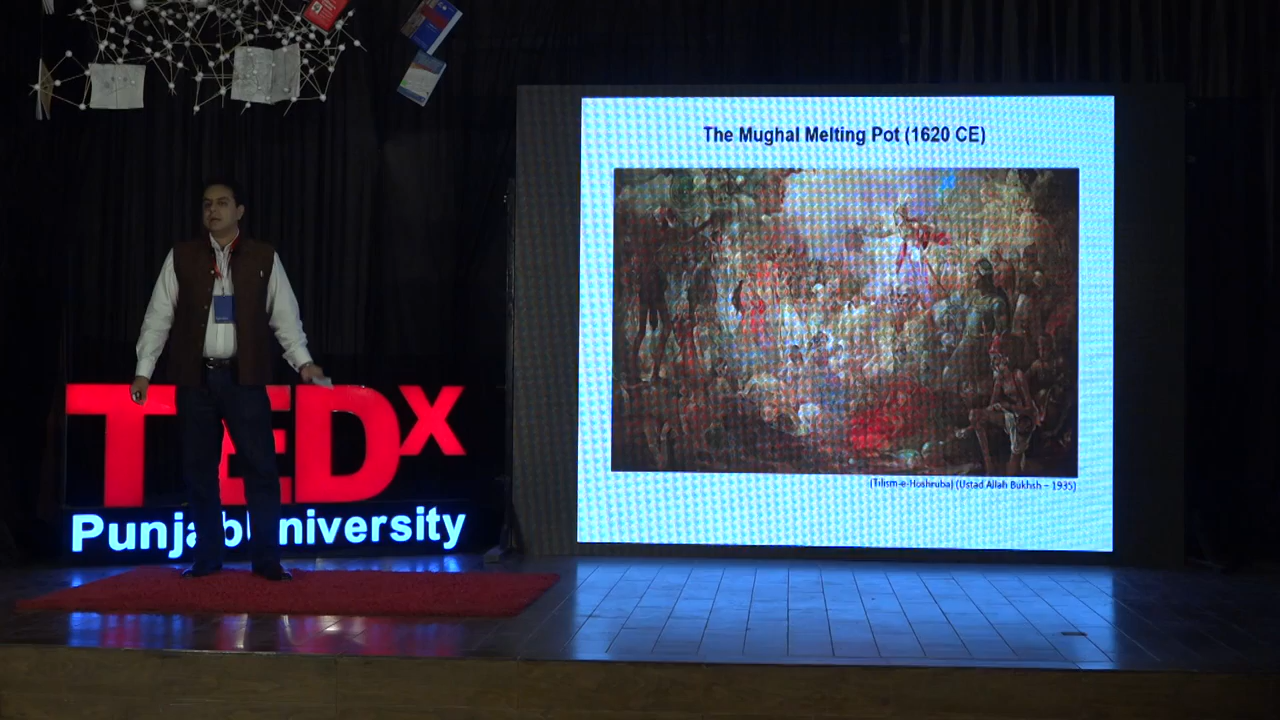 The Mughal Melting Pot (1620 CE)
(Tilism-e-Hoshruba) (Ustad Allah Bukhsh – 1935)
TEDx
Punjab University